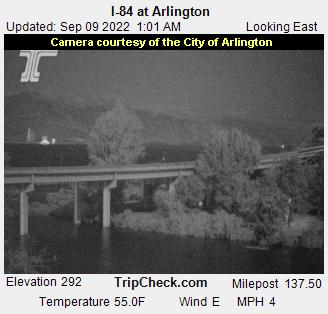 I-84 at Arlington
Updated: Sep 09 2022 1:01 AM Looking East
Camera courtesy of the City of Arlington
Elevation 292 TripCheck.com Milepost 137.50
Temperature 55.0F Wind E MPH 4